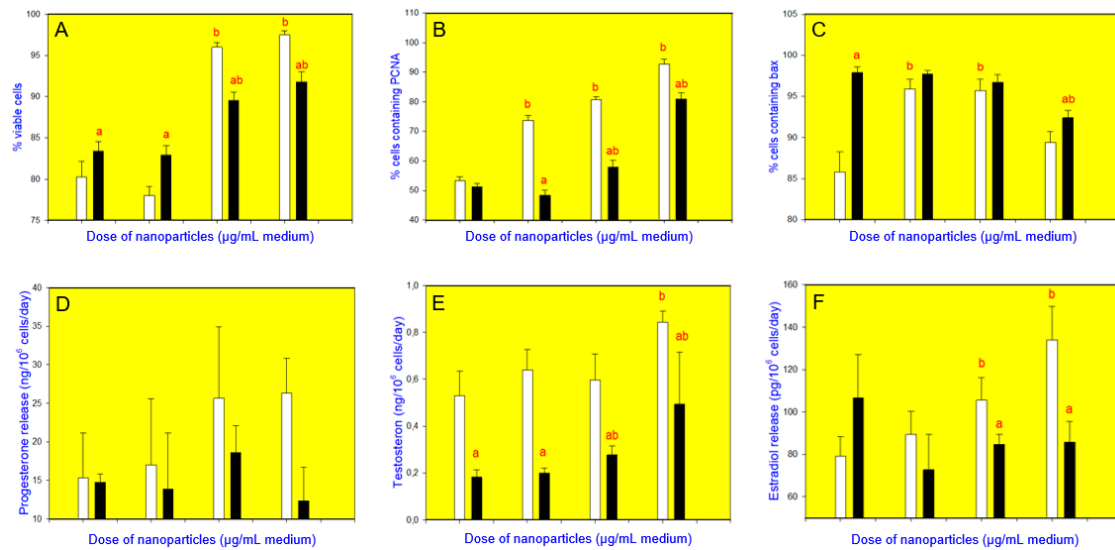 A
% viable cells
100
95
90
85
80
75
a
a
b
ab
b
ab
Dose of nanoparticles (µg/mL medium)
B
% cells containing PCNA
110
100
90
80
70
60
50
40
b
a
b
ab
b
ab
Dose of nanoparticles (µg/mL medium)
C
% cells containing bax
105
100
95
90
85
80
a
b
b
ab
Dose of nanoparticles (µg/mL medium)
D
Progesterone release (ng/10⁶ cells/day)
40
35
30
25
20
15
10
Dose of nanoparticles (µg/mL medium)
E
Testosteron (ng/10⁶ cells/day)
1,0
0,8
0,6
0,4
0,2
0,0
a
a
ab
b
ab
Dose of nanoparticles (µg/mL medium)
F
Estradiol release (pg/10⁶ cells/day)
160
140
120
100
80
60
b
a
b
a
Dose of nanoparticles (µg/mL medium)